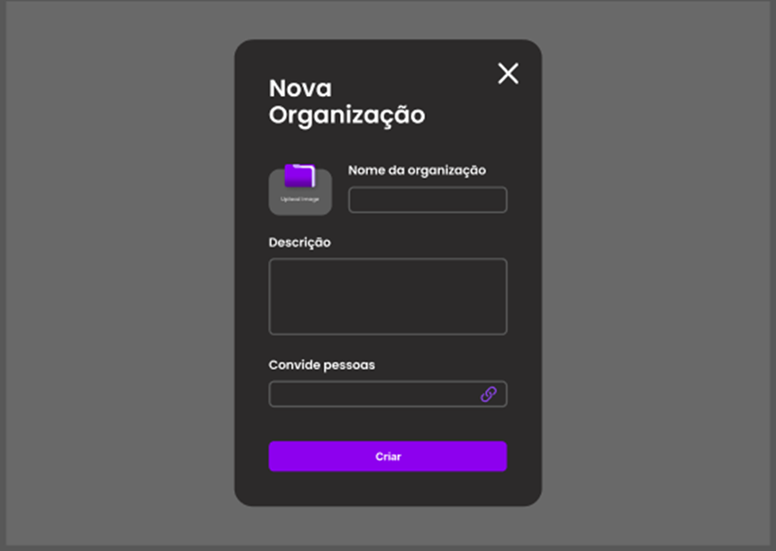 Nova
Organização
Nome da organização
Upload Image
Descrição
Convide pessoas
Criar